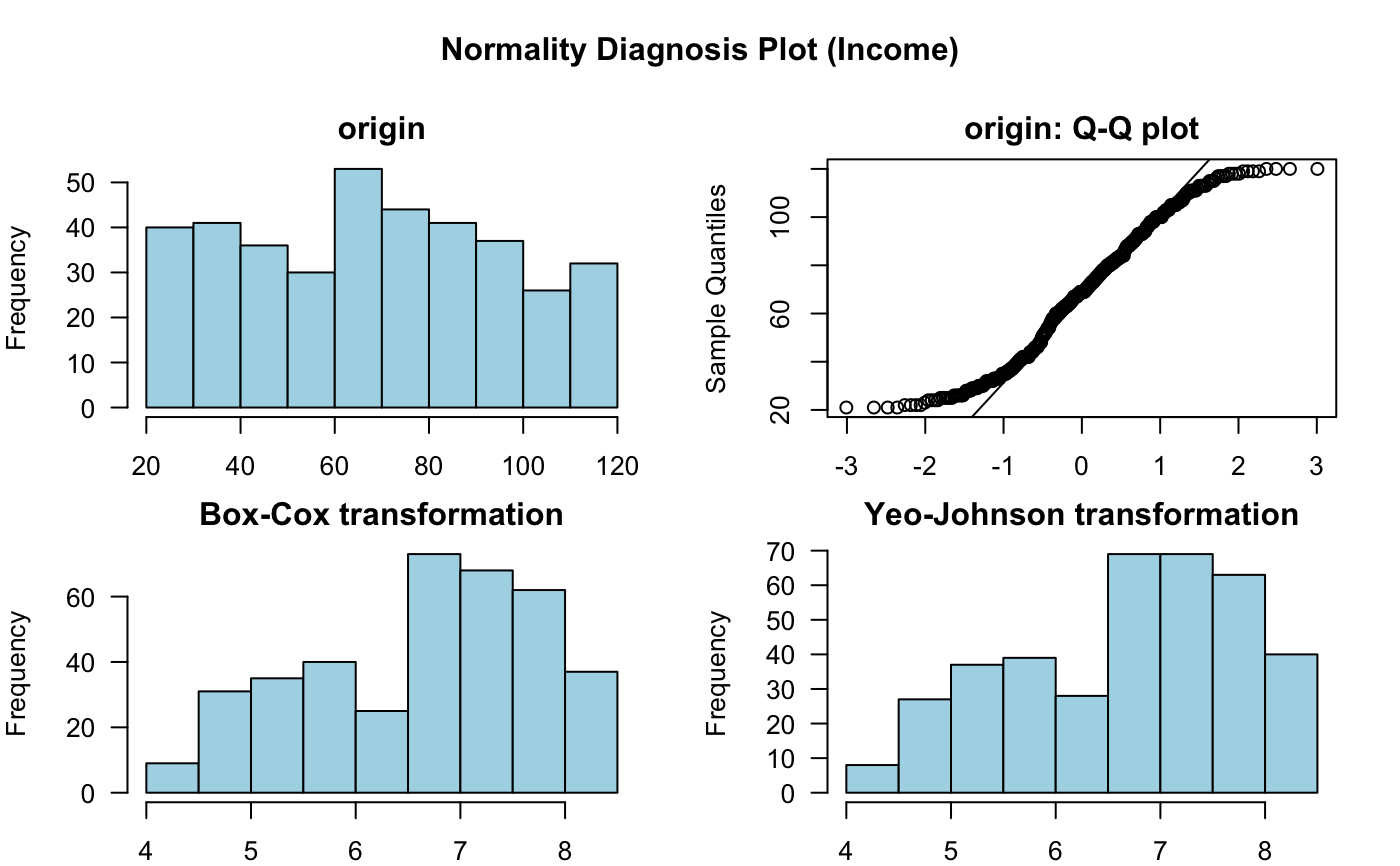 Normality Diagnosis Plot (Income)
origin
Frequency
50
40
30
20
10
0
20 40 60 80 100 120
origin: Q-Q plot
Sample Quantiles
100
60
20
-3 -2 -1 0 1 2 3
Box-Cox transformation
Frequency
60
40
20
0
4 5 6 7 8
Yeo-Johnson transformation
Frequency
70
60
50
40
30
20
10
0
4 5 6 7 8